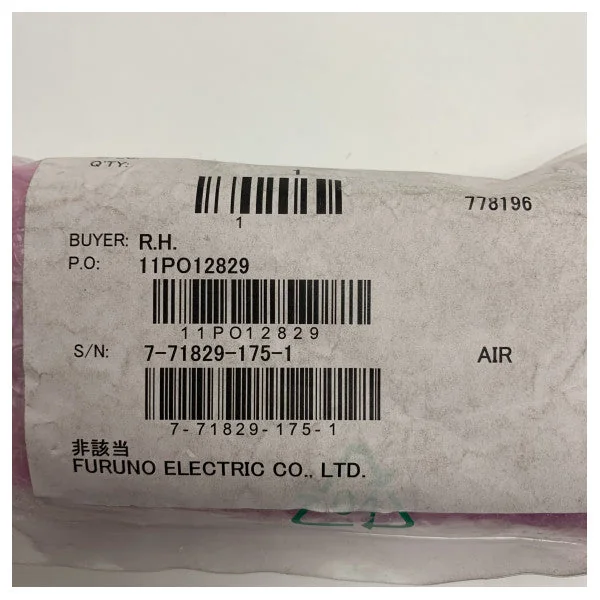 QTY: 1
1
778196
BUYER: R.H.
P.O: 11PO12829
11PO12829
S/N: 7-71829-175-1
AIR
7-71829-175-1
非該当
FURUNO ELECTRIC CO., LTD.